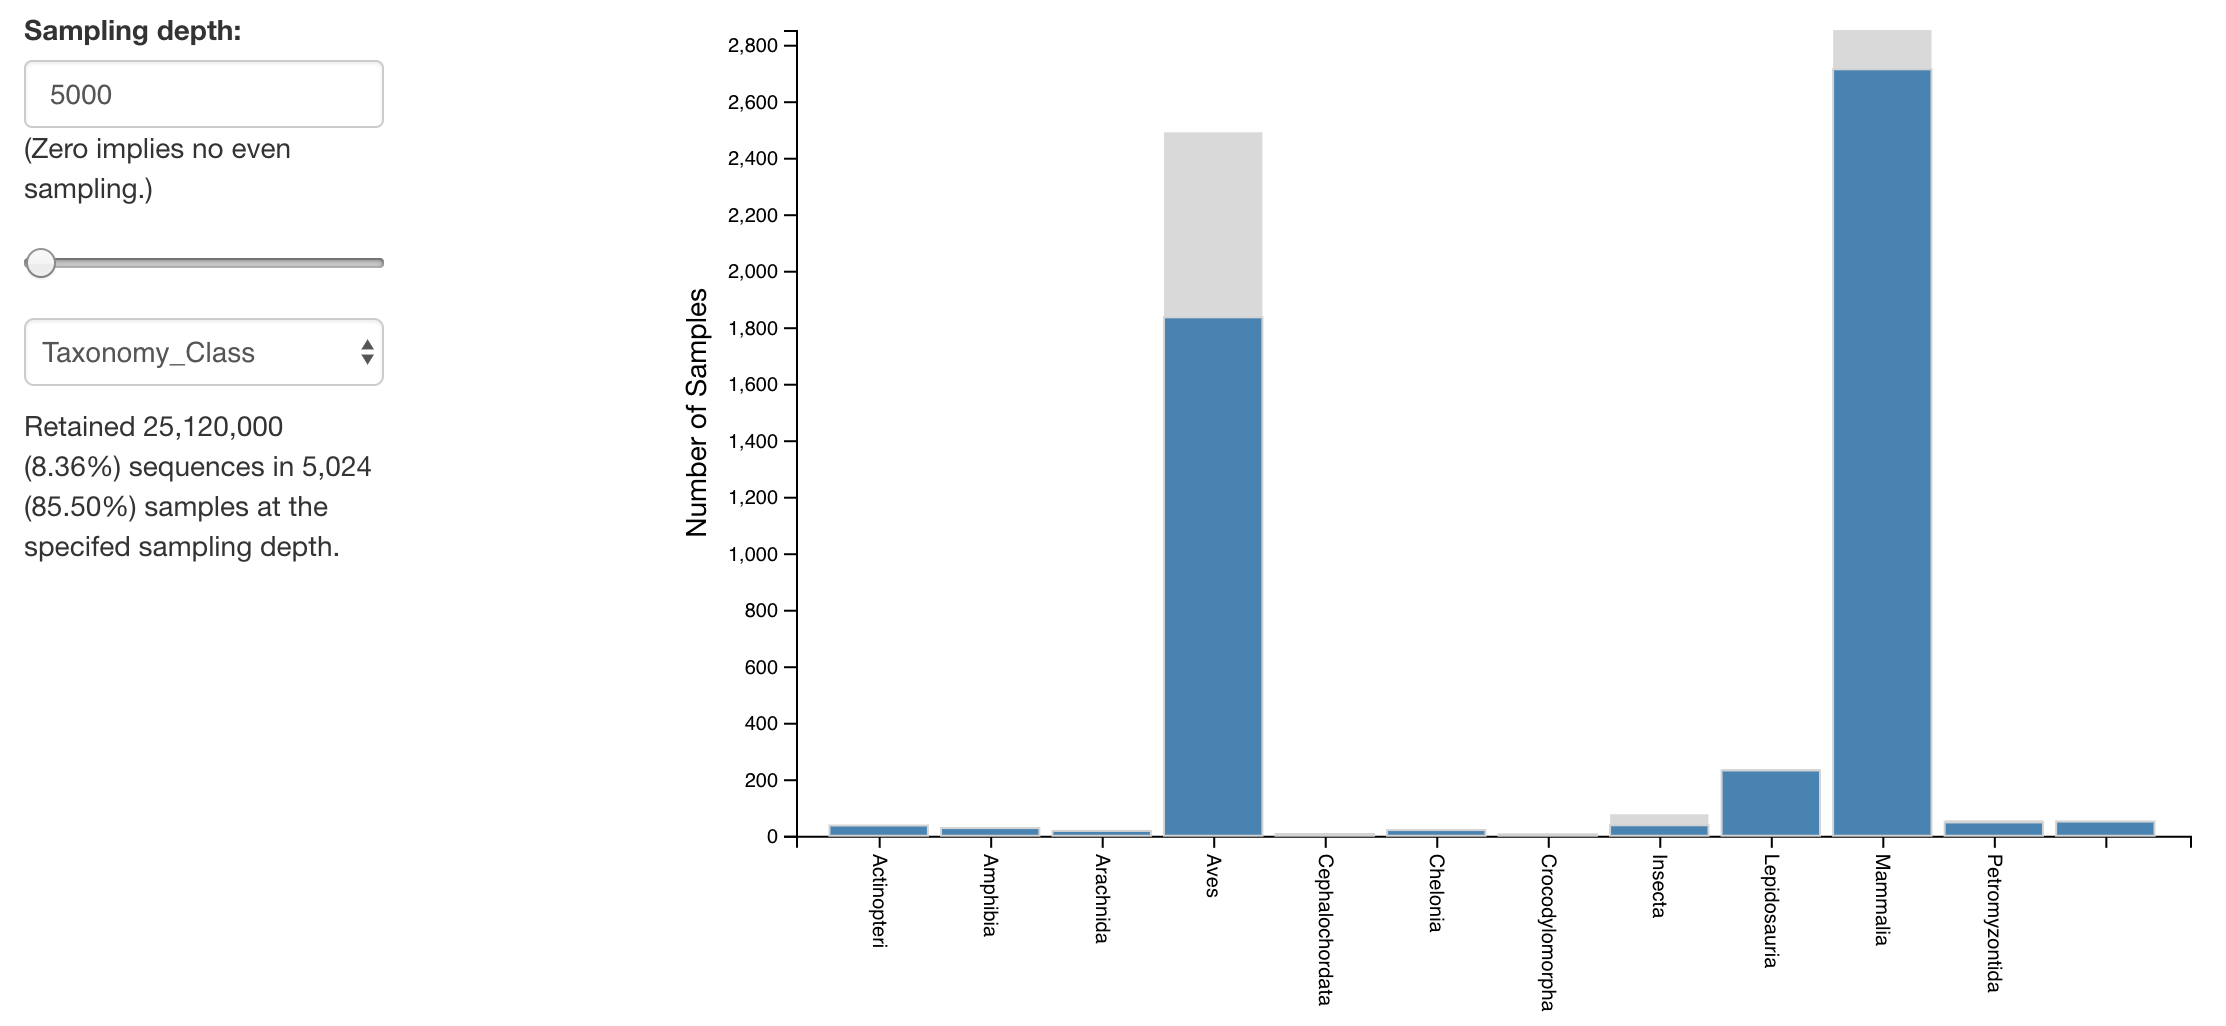 Sampling depth:
5000
(Zero implies no even
sampling.)
Taxonomy_Class
Retained 25,120,000
(8.36%) sequences in 5,024
(85.50%) samples at the
specifed sampling depth.
Number of Samples
2,800
2,600
2,400
2,200
2,000
1,800
1,600
1,400
1,200
1,000
800
600
400
200
0
Actinopteri
Amphibia
Arachnida
Aves
Cephalochordata
Chelonia
Crocodylomorpha
Insecta
Lepidosauria
Mammalia
Petromyzontida